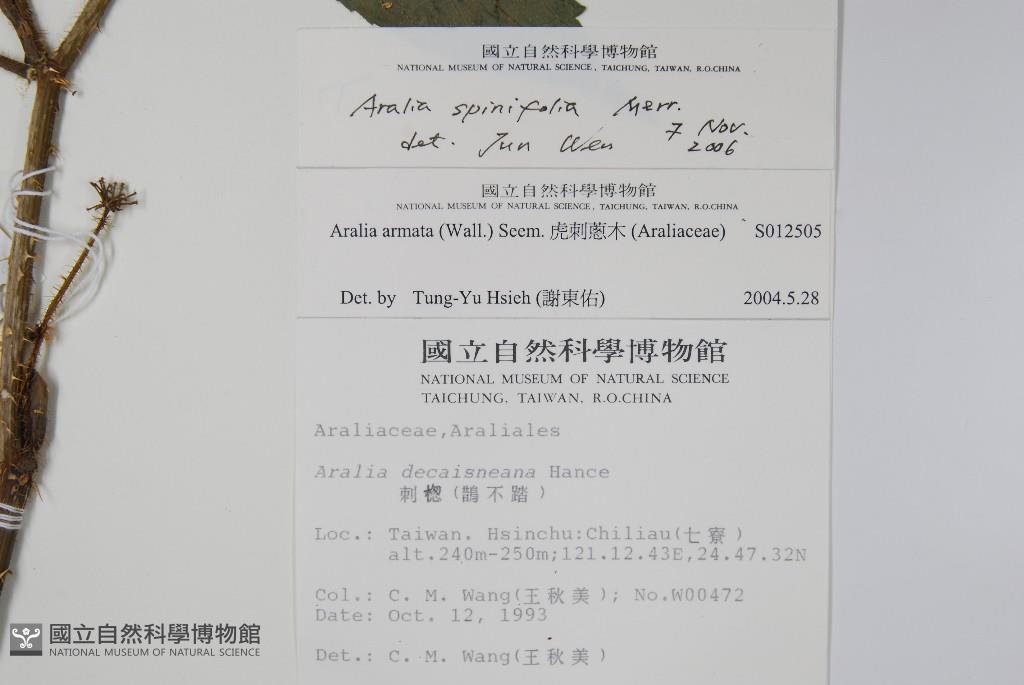 國立自然科學博物館
NATIONAL MUSEUM OF NATURAL SCIENCE, TAICHUNG, TAIWAN, R.O.CHINA
Aralia spinifolia Merr.
det. Jun Wen 7 Nov. 2006
國立自然科學博物館
NATIONAL MUSEUM OF NATURAL SCIENCE, TAICHUNG, TAIWAN, R.O.CHINA
Aralia armata (Wall.) Seem. 虎刺蔥木 (Araliaceae) S012505
Det. by Tung-Yu Hsieh (謝東佑) 2004.5.28
國立自然科學博物館
NATIONAL MUSEUM OF NATURAL SCIENCE
TAICHUNG, TAIWAN, R.O.CHINA
Araliaceae,Araliales
Aralia decaisneana Hance
刺楤(鵲不踏)
Loc.: Taiwan. Hsinchu:Chiliau(七寮)
alt.240m-250m;121.12.43E,24.47.32N
Col.: C. M. Wang(王秋美); No.W00472
Date: Oct. 12, 1993
Det.: C. M. Wang(王秋美)
國立自然科學博物館
NATIONAL MUSEUM OF NATURAL SCIENCE